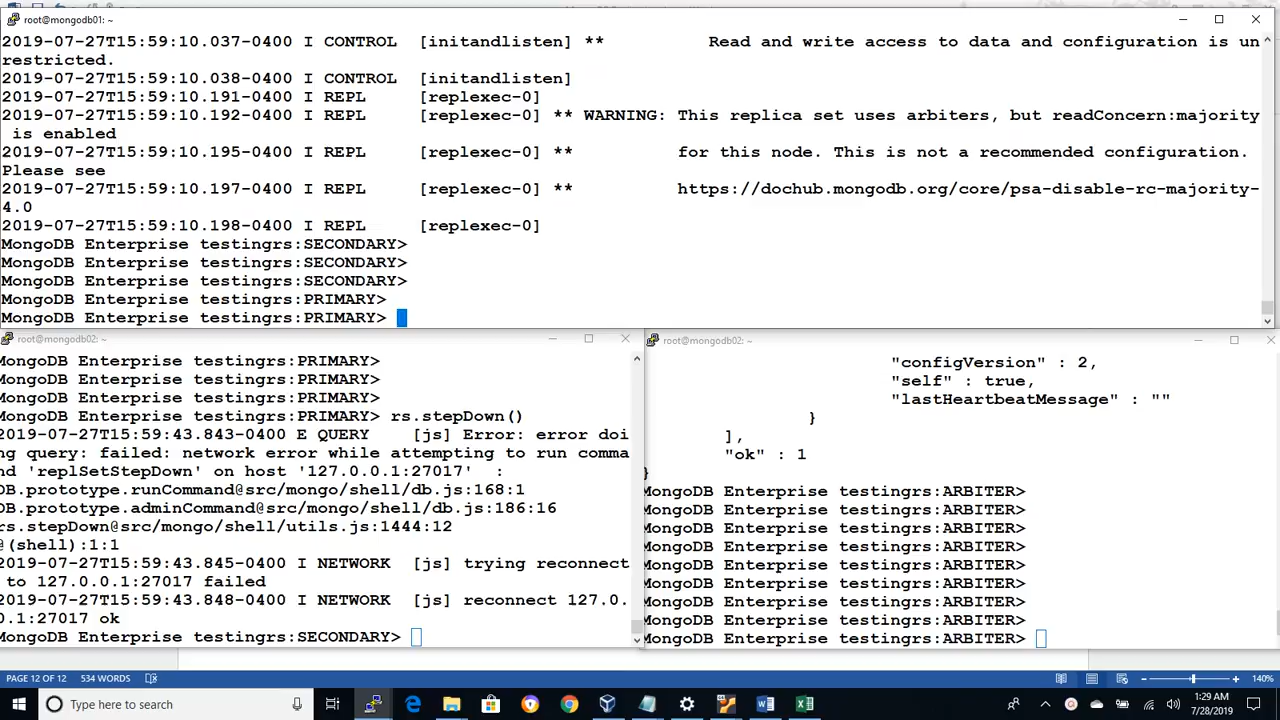 root@mongodb01: ~
2019-07-27T15:59:10.037-0400 I CONTROL  [initandlisten] **          Read and write access to data and configuration is un
restricted.
2019-07-27T15:59:10.038-0400 I CONTROL  [initandlisten]
2019-07-27T15:59:10.191-0400 I REPL     [replexec-0]
2019-07-27T15:59:10.192-0400 I REPL     [replexec-0] ** WARNING: This replica set uses arbiters, but readConcern:majority
 is enabled
2019-07-27T15:59:10.195-0400 I REPL     [replexec-0] **          for this node. This is not a recommended configuration.
Please see
2019-07-27T15:59:10.197-0400 I REPL     [replexec-0] **          https://dochub.mongodb.org/core/psa-disable-rc-majority-
4.0
2019-07-27T15:59:10.198-0400 I REPL     [replexec-0]
MongoDB Enterprise testingrs:SECONDARY>
MongoDB Enterprise testingrs:SECONDARY>
MongoDB Enterprise testingrs:SECONDARY>
MongoDB Enterprise testingrs:PRIMARY>
MongoDB Enterprise testingrs:PRIMARY>
root@mongodb02: ~
MongoDB Enterprise testingrs:PRIMARY>
MongoDB Enterprise testingrs:PRIMARY>
MongoDB Enterprise testingrs:PRIMARY>
MongoDB Enterprise testingrs:PRIMARY> rs.stepDown()
2019-07-27T15:59:43.843-0400 E QUERY    [js] Error: error doi
ng query: failed: network error while attempting to run comma
nd 'replSetStepDown' on host '127.0.0.1:27017'  :
DB.prototype.runCommand@src/mongo/shell/db.js:168:1
DB.prototype.adminCommand@src/mongo/shell/db.js:186:16
rs.stepDown@src/mongo/shell/utils.js:1444:12
@(shell):1:1
2019-07-27T15:59:43.845-0400 I NETWORK  [js] trying reconnect
 to 127.0.0.1:27017 failed
2019-07-27T15:59:43.848-0400 I NETWORK  [js] reconnect 127.0.
0.1:27017 ok
MongoDB Enterprise testingrs:SECONDARY>
root@mongodb02: ~
"configVersion" : 2,
"self" : true,
"lastHeartbeatMessage" : ""
}
],
"ok" : 1
}
MongoDB Enterprise testingrs:ARBITER>
MongoDB Enterprise testingrs:ARBITER>
MongoDB Enterprise testingrs:ARBITER>
MongoDB Enterprise testingrs:ARBITER>
MongoDB Enterprise testingrs:ARBITER>
MongoDB Enterprise testingrs:ARBITER>
MongoDB Enterprise testingrs:ARBITER>
MongoDB Enterprise testingrs:ARBITER>
MongoDB Enterprise testingrs:ARBITER>
PAGE 12 OF 12 534 WORDS 140%
Type here to search
1:29 AM
7/28/2019